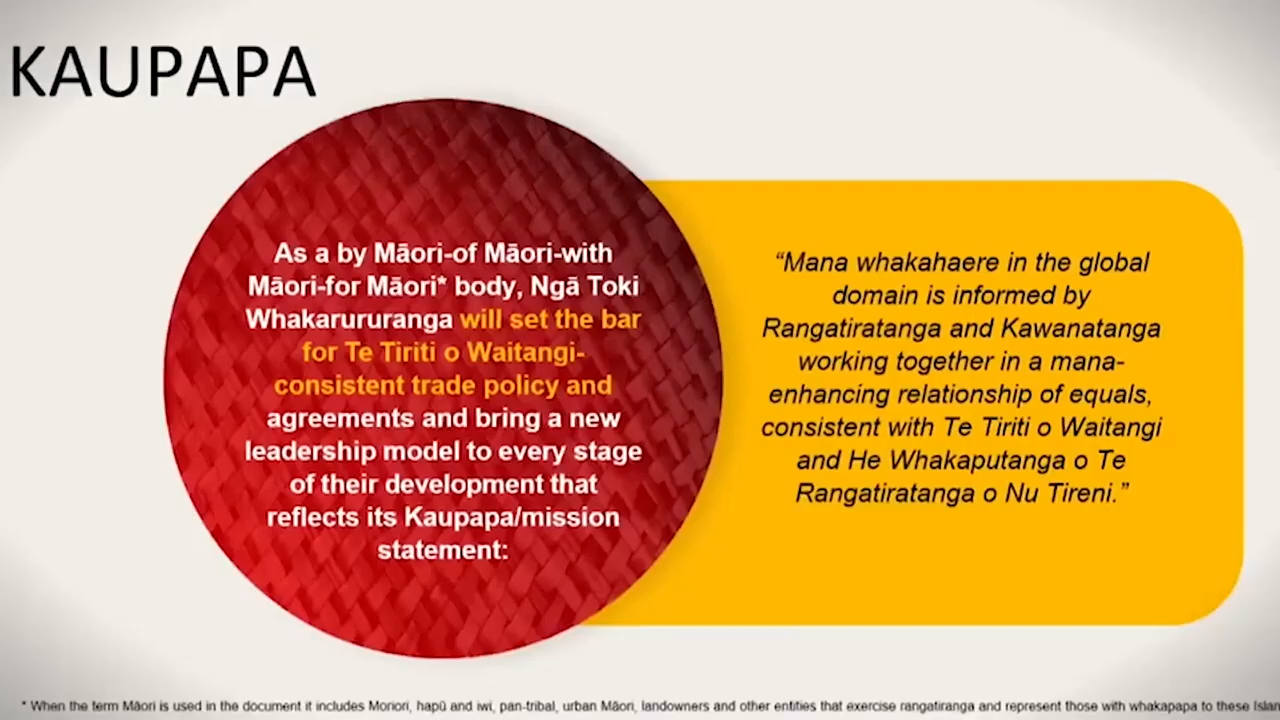 KAUPAPA
As a by Māori-of Māori-with
Māori-for Māori* body, Ngā Toki
Whakarururanga will set the bar
for Te Tiriti o Waitangi-
consistent trade policy and
agreements and bring a new
leadership model to every stage
of their development that
reflects its Kaupapa/mission
statement:
“Mana whakahaere in the global
domain is informed by
Rangatiratanga and Kawanatanga
working together in a mana-
enhancing relationship of equals,
consistent with Te Tiriti o Waitangi
and He Whakaputanga o Te
Rangatiratanga o Nu Tireni.”
* When the term Māori is used in the document it includes Moriori, hapū and iwi, pan-tribal, urban Māori, landowners and other entities that exercise rangatiranga and represent those with whakapapa to these Islan